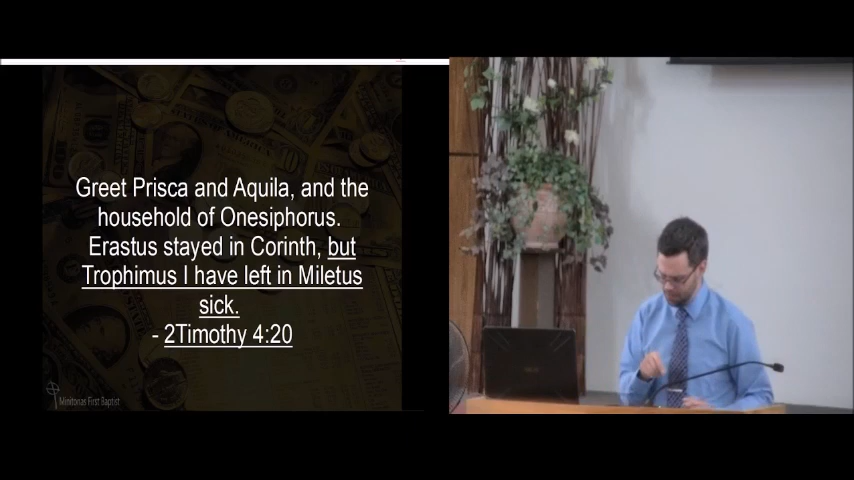 Greet Prisca and Aquila, and the
household of Onesiphorus.
Erastus stayed in Corinth, but
Trophimus I have left in Miletus
sick.
- 2Timothy 4:20
Minitonas First Baptist